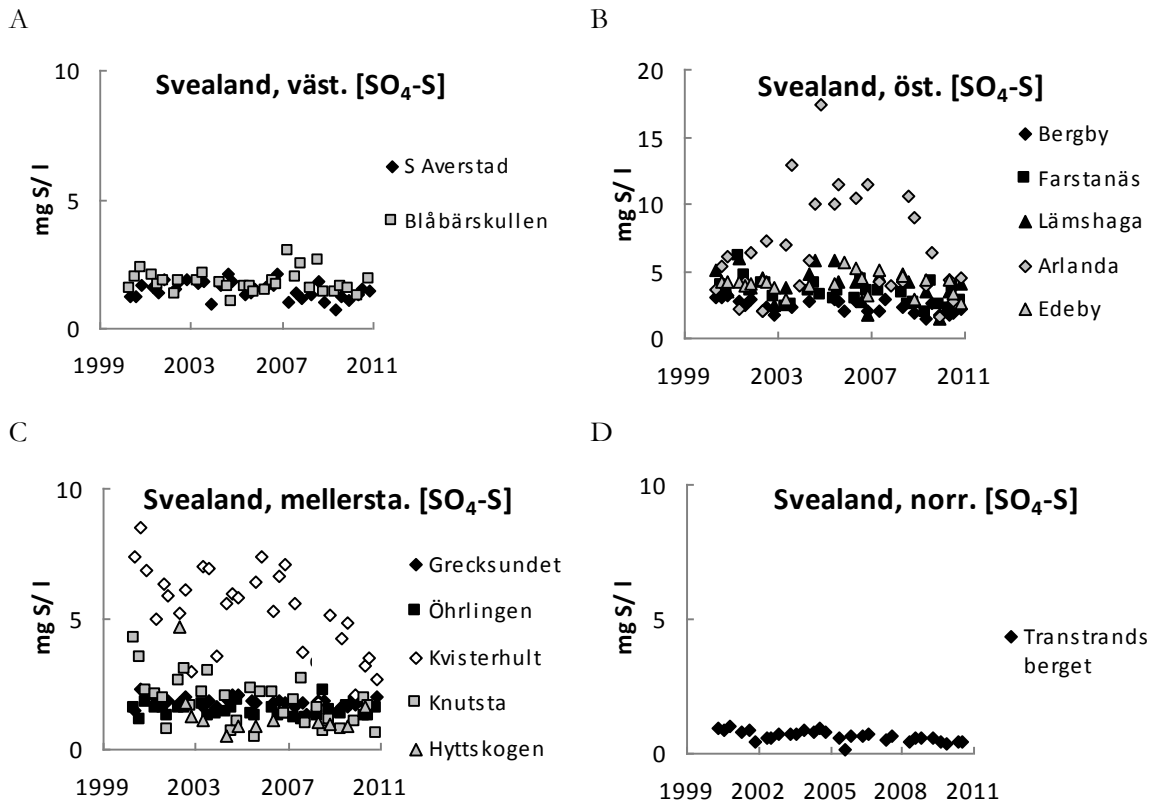 A
Svealand, väst. [SO4-S]
10
5
0
mg S/ l
1999 2003 2007 2011
S Averstad
Blåbärskullen
B
Svealand, öst. [SO4-S]
20
15
10
5
0
mg S/ l
1999 2003 2007 2011
Bergby
Farstanäs
Lämshaga
Arlanda
Edeby
C
Svealand, mellersta. [SO4-S]
10
5
0
mg S/ l
1999 2003 2007 2011
Grecksundet
Öhrlingen
Kvisterhult
Knutsta
Hyttskogen
D
Svealand, norr. [SO4-S]
10
5
0
mg S/ l
1999 2002 2005 2008 2011
Transtrands
berget